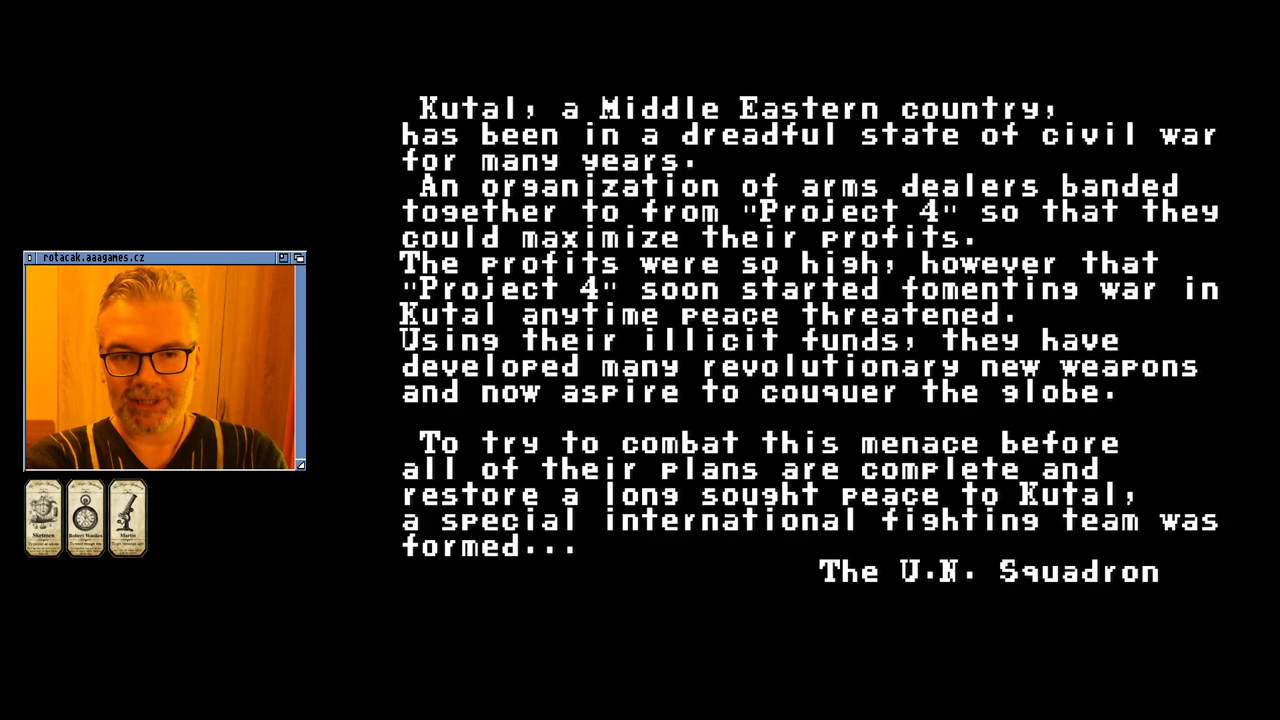 rotacak.aaagames.cz
Kutal, a Middle Eastern country,
has been in a dreadful state of civil war
for many years.
An organization of arms dealers banded
together to from "Project 4" so that they
could maximize their profits.
The profits were so high, however that
"Project 4" soon started fomenting war in
Kutal anytime peace threatened.
Using their illicit funds, they have
developed many revolutionary new weapons
and now aspire to couquer the globe.
To try to combat this menace before
all of their plans are complete and
restore a long sought peace to Kutal,
a special international fighting team was
formed...
The U.N. Squadron
Sketmen
Martin